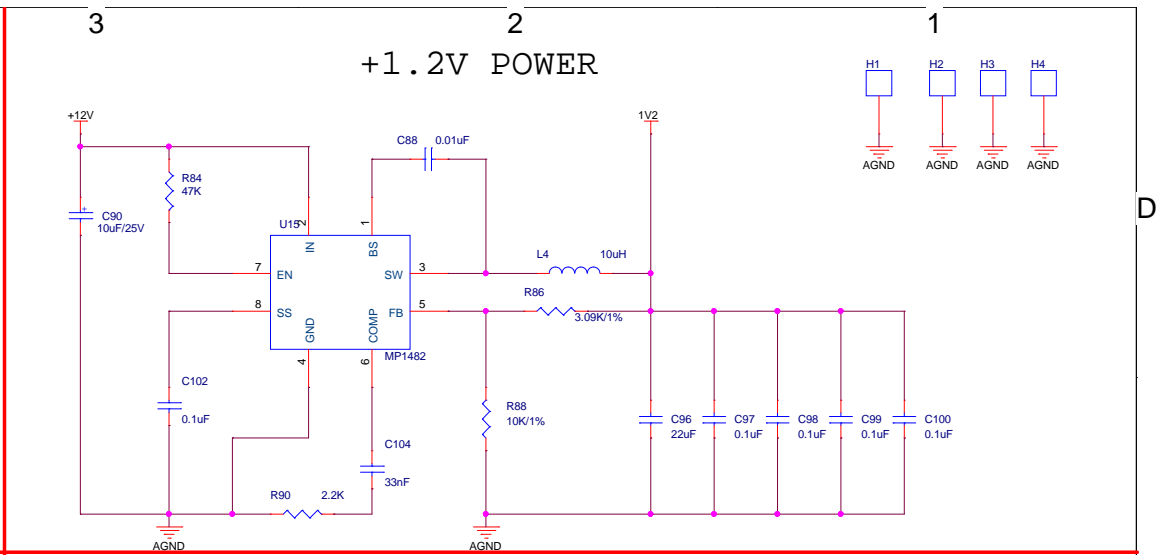 3
2
1
+1.2V POWER
H1
H2
H3
H4
AGND
AGND
AGND
AGND
D
+12V
1V2
C88
0.01uF
R84
47K
C90
10uF/25V
U15
2
IN
1
BS
7
EN
SW
3
L4
10uH
8
SS
FB
5
R86
3.09K/1%
GND
4
COMP
6
MP1482
C102
0.1uF
R88
10K/1%
C96
22uF
C97
0.1uF
C98
0.1uF
C99
0.1uF
C100
0.1uF
C104
33nF
R90
2.2K
AGND
AGND